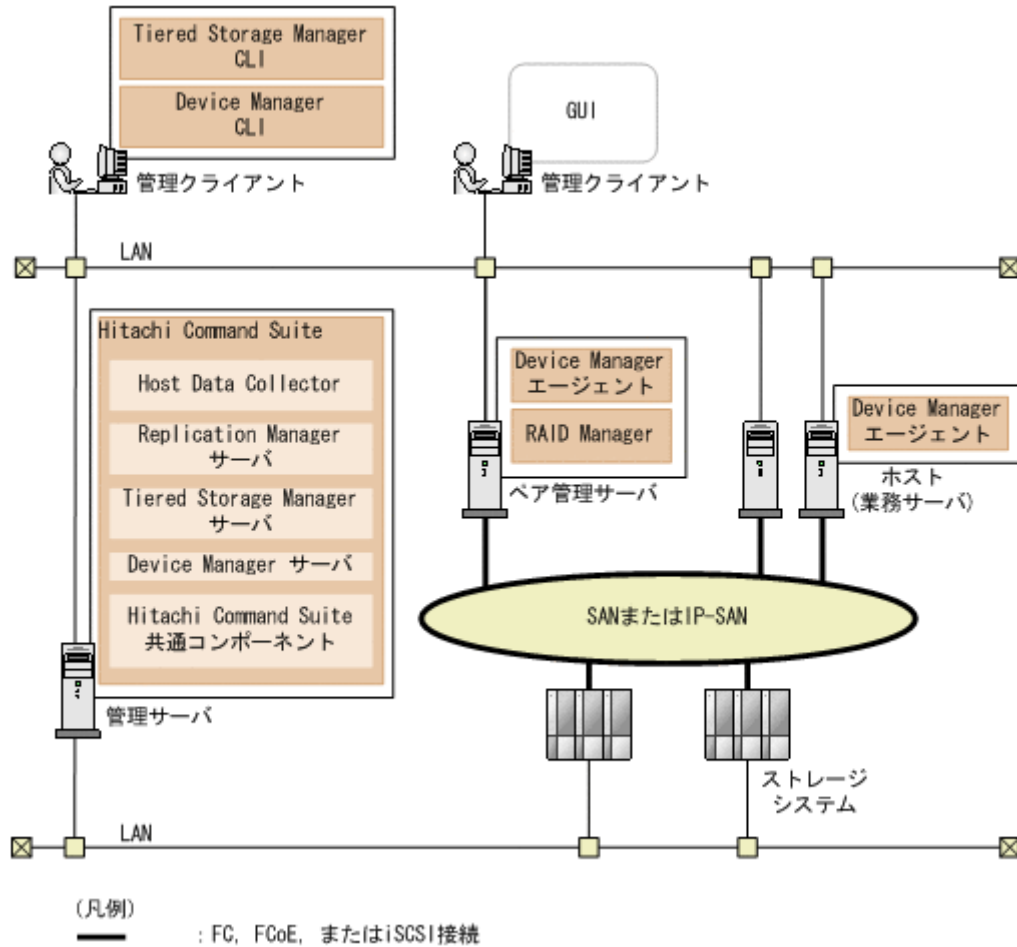 Tiered Storage Manager
CLI
Device Manager
CLI
管理クライアント
GUI
管理クライアント
LAN
Hitachi Command Suite
Host Data Collector
Replication Manager
サーバ
Tiered Storage Manager
サーバ
Device Manager サーバ
Hitachi Command Suite
共通コンポーネント
管理サーバ
Device Manager
エージェント
RAID Manager
ペア管理サーバ
Device Manager
エージェント
ホスト
(業務サーバ)
SANまたはIP-SAN
ストレージ
システム
LAN
(凡例)
: FC, FCoE, またはiSCSI接続